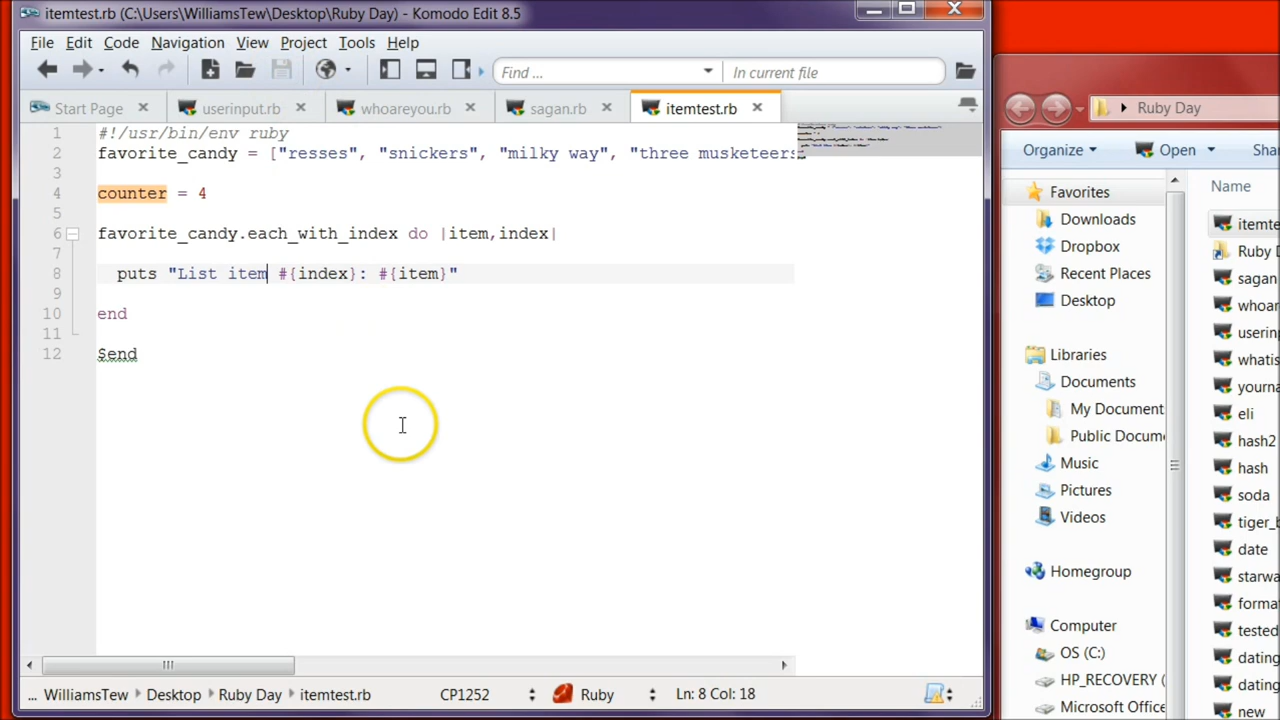 itemtest.rb (C:\Users\WilliamsTew\Desktop\Ruby Day) - Komodo Edit 8.5
File Edit Code Navigation View Project Tools Help
Find ... In current file
Start Page userinput.rb whoareyou.rb sagan.rb itemtest.rb
1 #!/usr/bin/env ruby
2 favorite_candy = ["resses", "snickers", "milky way", "three musketeers
3
4 counter = 4
5
6 favorite_candy.each_with_index do |item,index|
7
8 puts "List item #{index}: #{item}"
9
10 end
11
12 $end
... WilliamsTew Desktop Ruby Day itemtest.rb CP1252 Ruby Ln: 8 Col: 18
Ruby Day
Organize Open Shar
Favorites
Downloads
Dropbox
Recent Places
Desktop
Libraries
Documents
My Document
Public Docum
Music
Pictures
Videos
Homegroup
Computer
OS (C:)
HP_RECOVERY (
Microsoft Office
Name
itemte
Ruby D
sagan
whoar
userin
whatis
yourna
eli
hash2
hash
soda
tiger_b
date
starwa
forma
tested
dating
dating
new